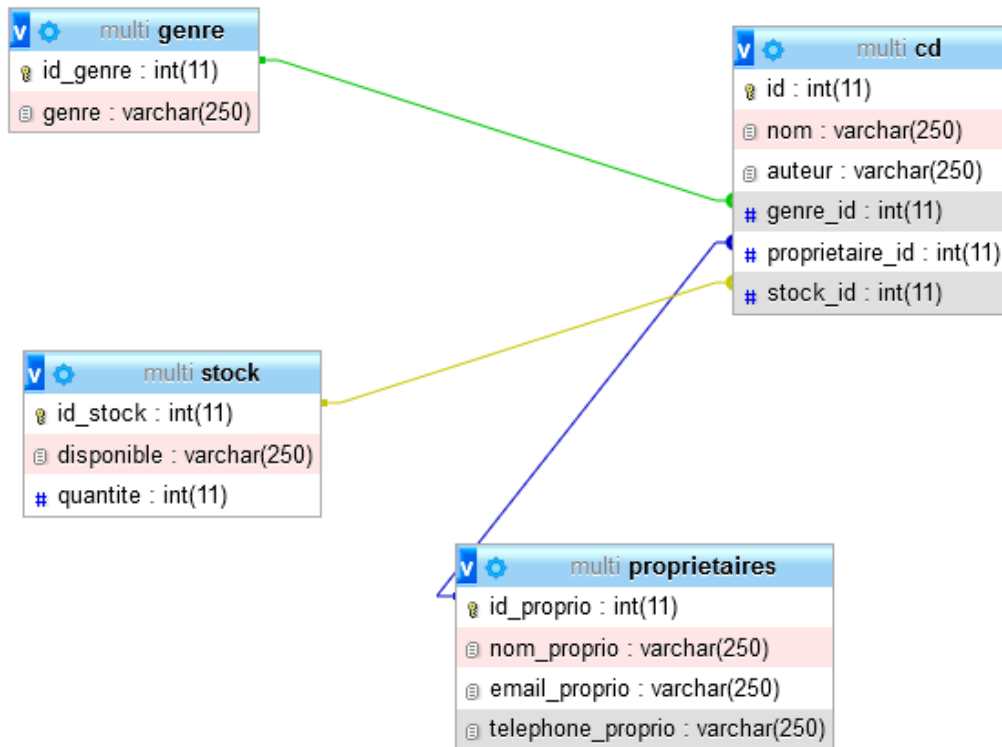 v multi genre
id_genre : int(11)
genre : varchar(250)
v multi cd
id : int(11)
nom : varchar(250)
auteur : varchar(250)
# genre_id : int(11)
# proprietaire_id : int(11)
# stock_id : int(11)
v multi stock
id_stock : int(11)
disponible : varchar(250)
# quantite : int(11)
v multi proprietaires
id_proprio : int(11)
nom_proprio : varchar(250)
email_proprio : varchar(250)
telephone_proprio : varchar(250)